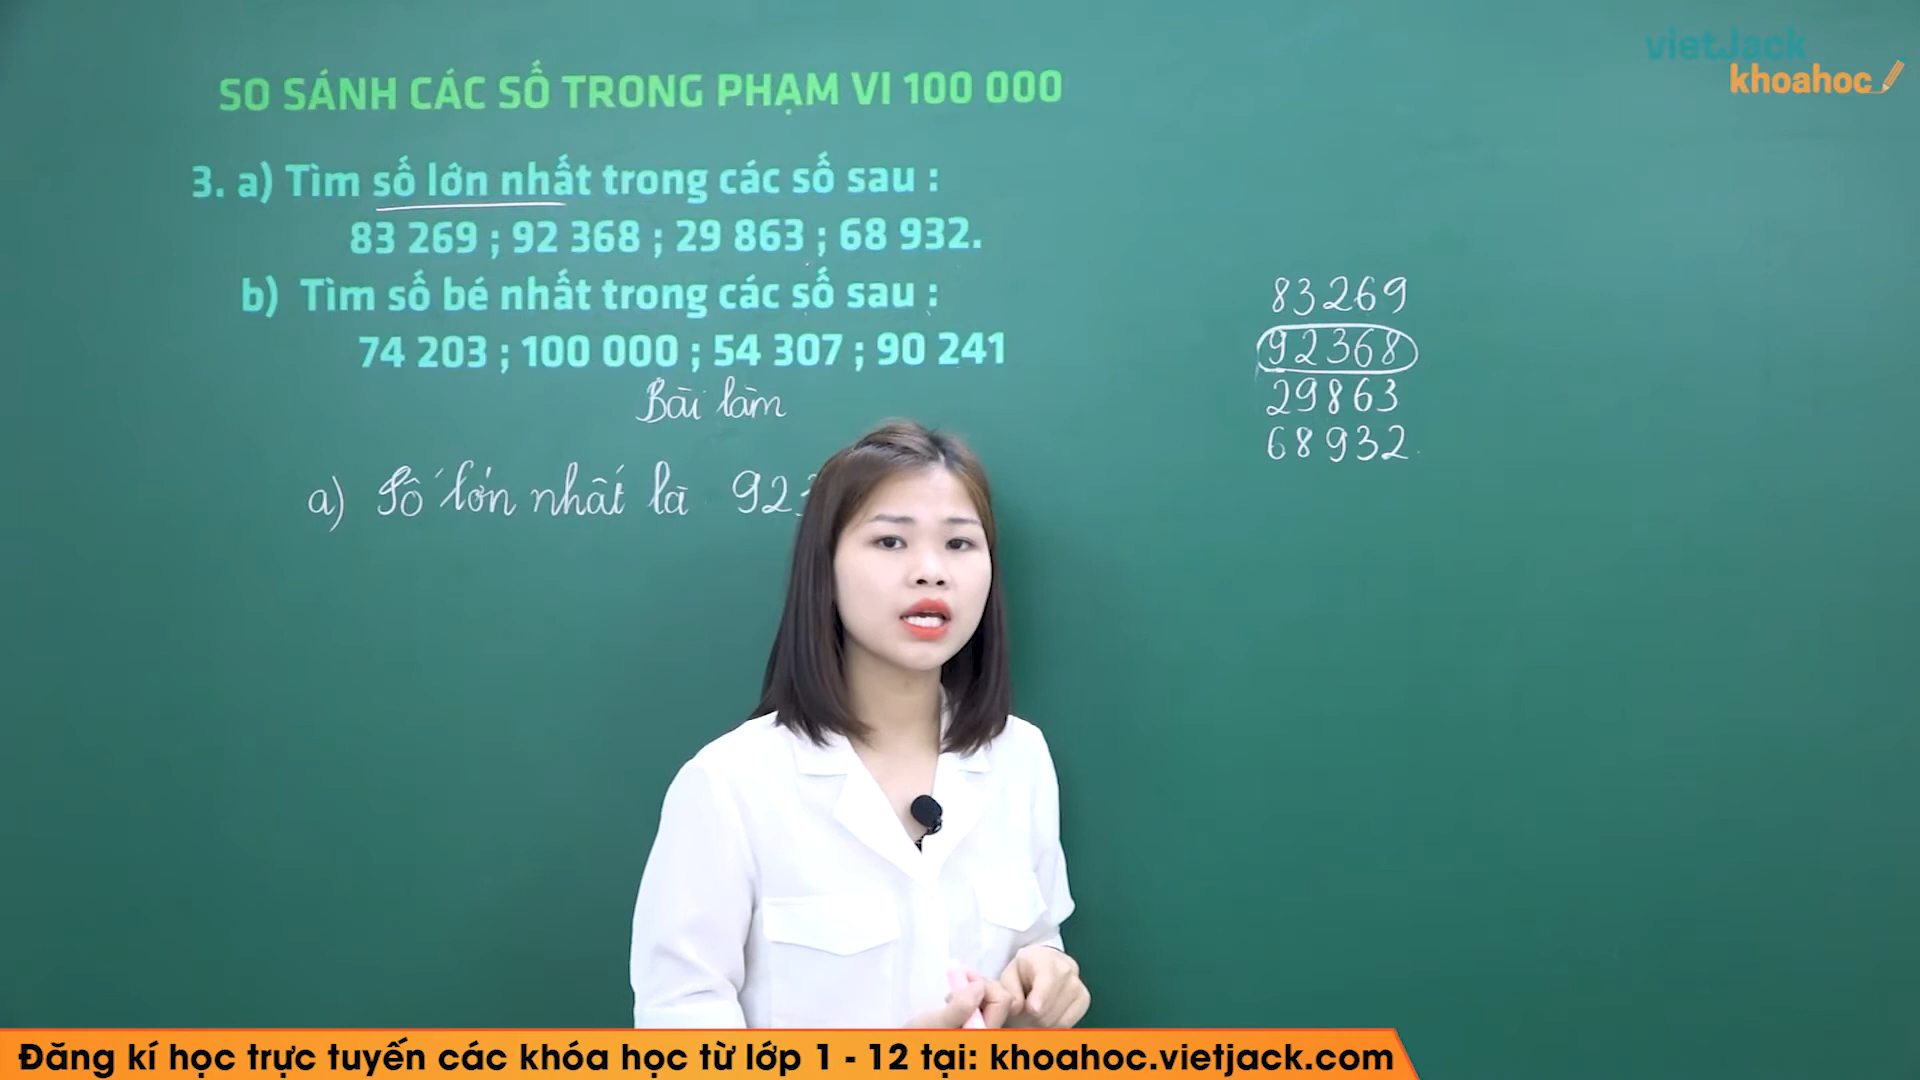 vietJack
khoahoc
SO SÁNH CÁC SỐ TRONG PHẠM VI 100 000
3. a) Tìm số lớn nhất trong các số sau :
83 269 ; 92 368 ; 29 863 ; 68 932.
b) Tìm số bé nhất trong các số sau :
74 203 ; 100 000 ; 54 307 ; 90 241
Bài làm
a) Số lớn nhất là 92
83269
92368
29863
68932
Đăng kí học trực tuyến các khóa học từ lớp 1 - 12 tại: khoahoc.vietjack.com